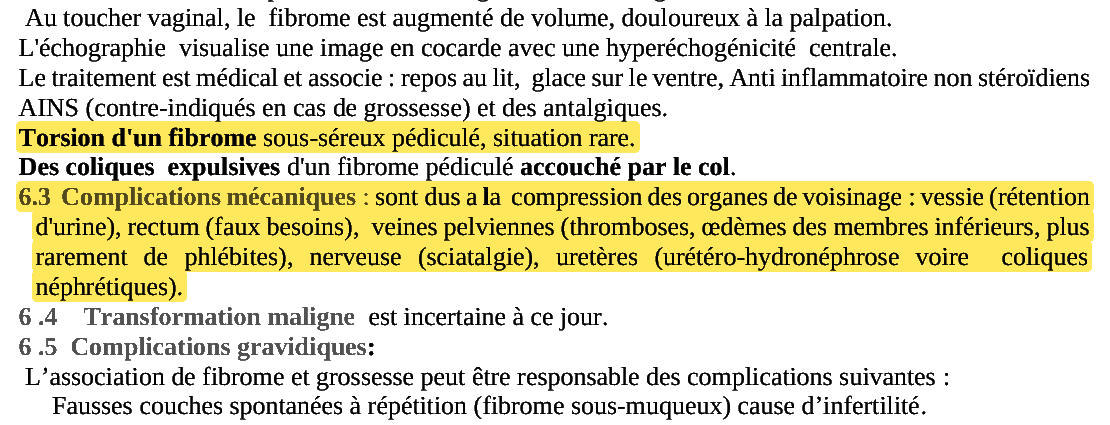 Au toucher vaginal, le fibrome est augmenté de volume, douloureux à la palpation.
L'échographie visualise une image en cocarde avec une hyperéchogénicité centrale.
Le traitement est médical et associe : repos au lit, glace sur le ventre, Anti inflammatoire non stéroïdiens
AINS (contre-indiqués en cas de grossesse) et des antalgiques.
Torsion d'un fibrome sous-séreux pédiculé, situation rare.
Des coliques expulsives d'un fibrome pédiculé accouché par le col.
6.3 Complications mécaniques : sont dus a la compression des organes de voisinage : vessie (rétention
d'urine), rectum (faux besoins), veines pelviennes (thromboses, œdèmes des membres inférieurs, plus
rarement de phlébites), nerveuse (sciatalgie), uretères (urétéro-hydronéphrose voire coliques
néphrétiques).
6 .4 Transformation maligne est incertaine à ce jour.
6 .5 Complications gravidiques:
L’association de fibrome et grossesse peut être responsable des complications suivantes :
Fausses couches spontanées à répétition (fibrome sous-muqueux) cause d’infertilité.